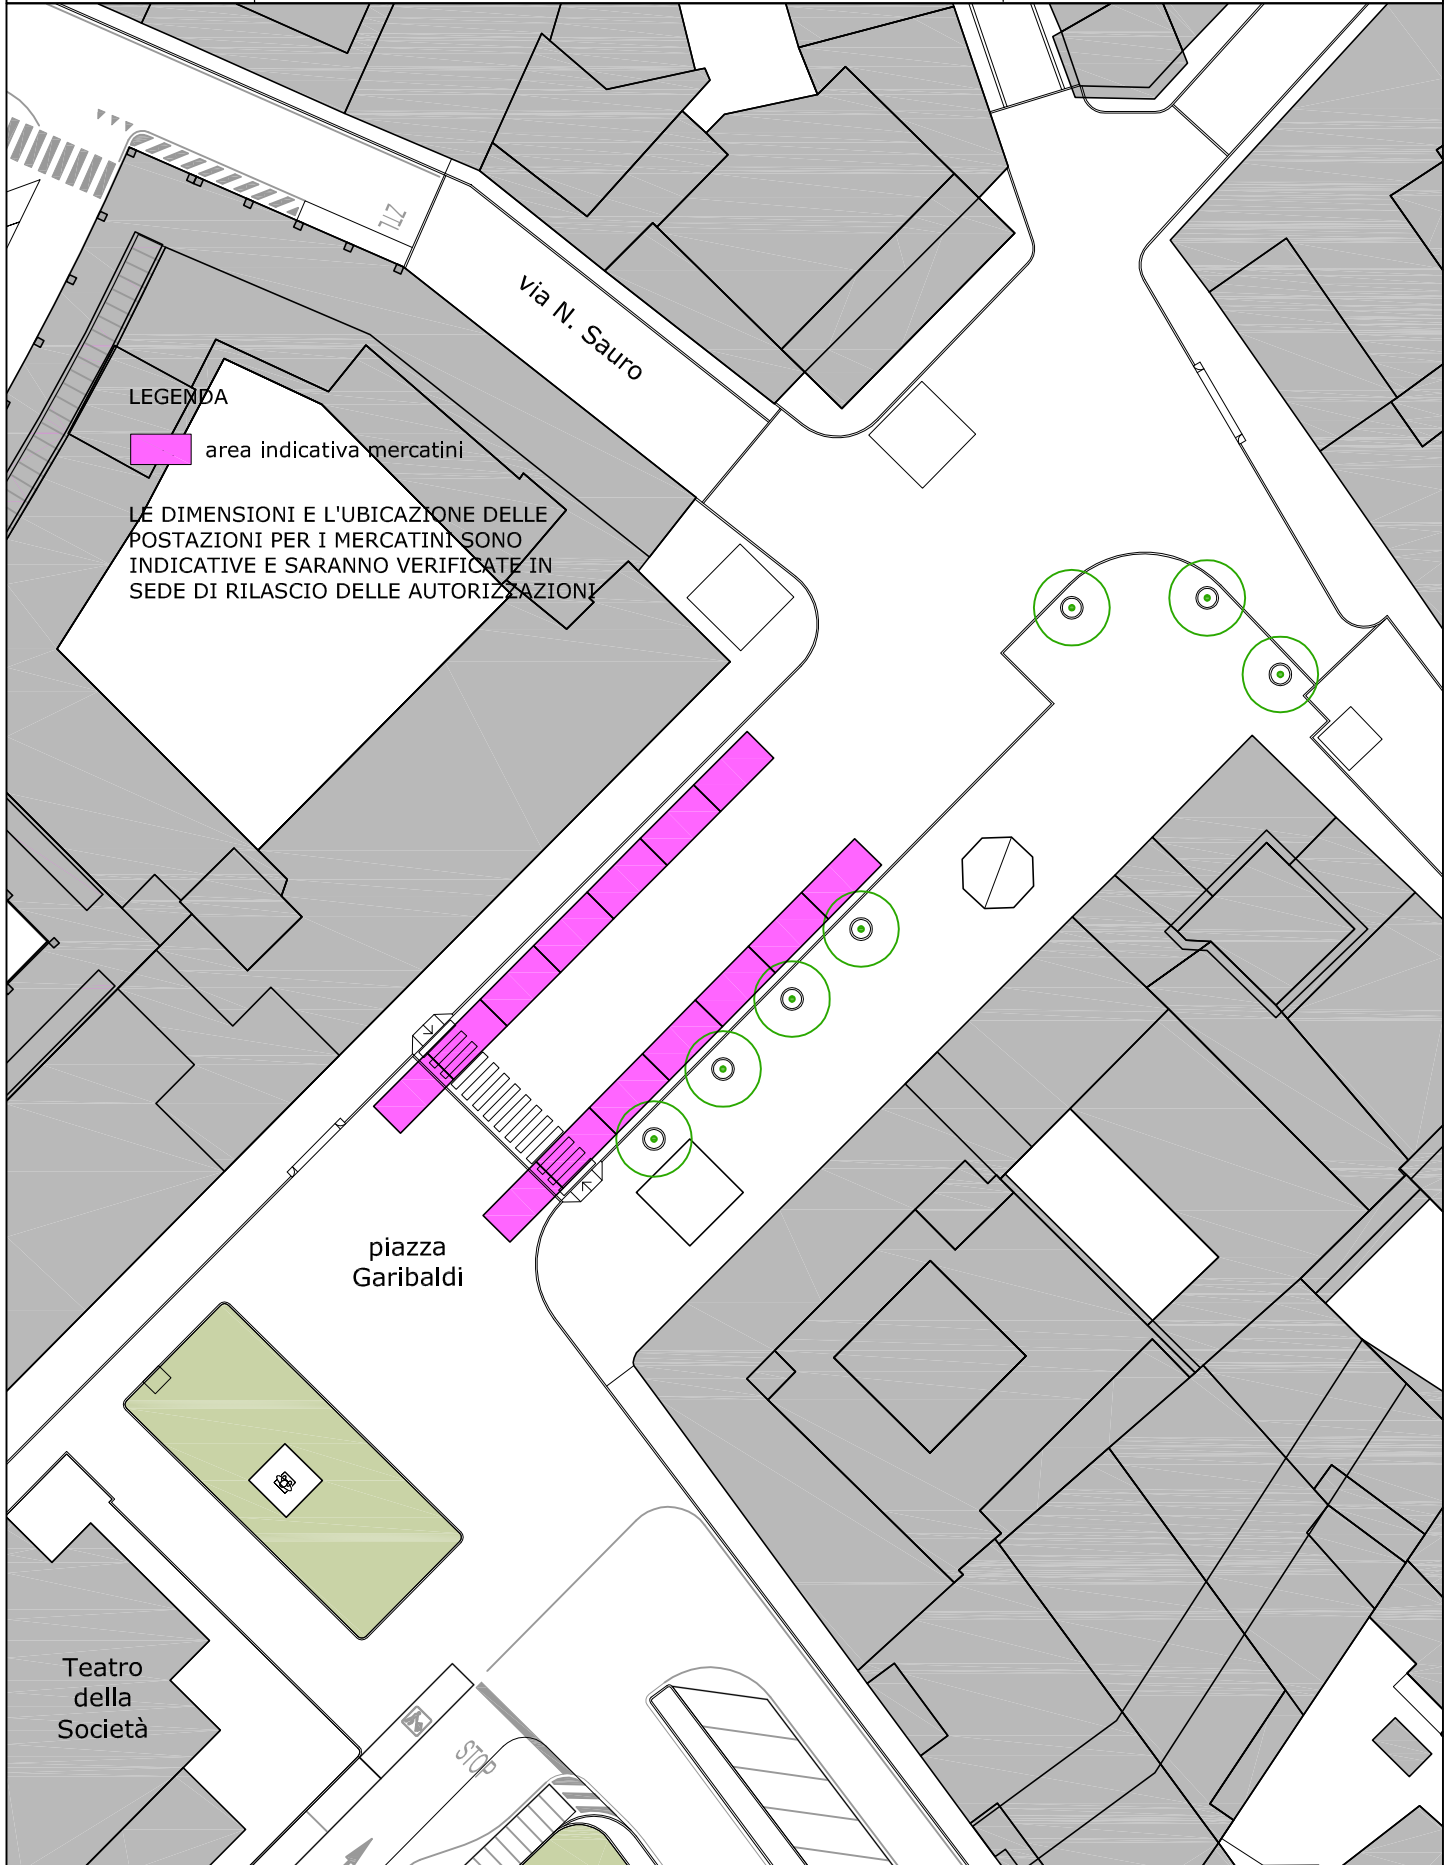 ZTL
via N. Sauro
LEGENDA
area indicativa mercatini
LE DIMENSIONI E L'UBICAZIONE DELLE
POSTAZIONI PER I MERCATINI SONO
INDICATIVE E SARANNO VERIFICATE IN
SEDE DI RILASCIO DELLE AUTORIZZAZIONI
piazza
Garibaldi
Teatro
della
Società
STOP